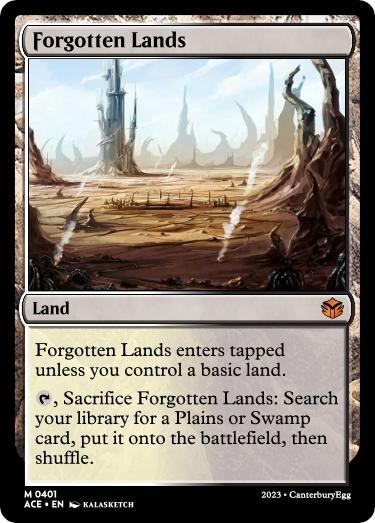 Forgotten Lands
Land
Forgotten Lands enters tapped
unless you control a basic land.
, Sacrifice Forgotten Lands: Search
your library for a Plains or Swamp
card, put it onto the battlefield, then
shuffle.
M 0401
ACE • EN KALASKETCH
2023 • CanterburyEgg